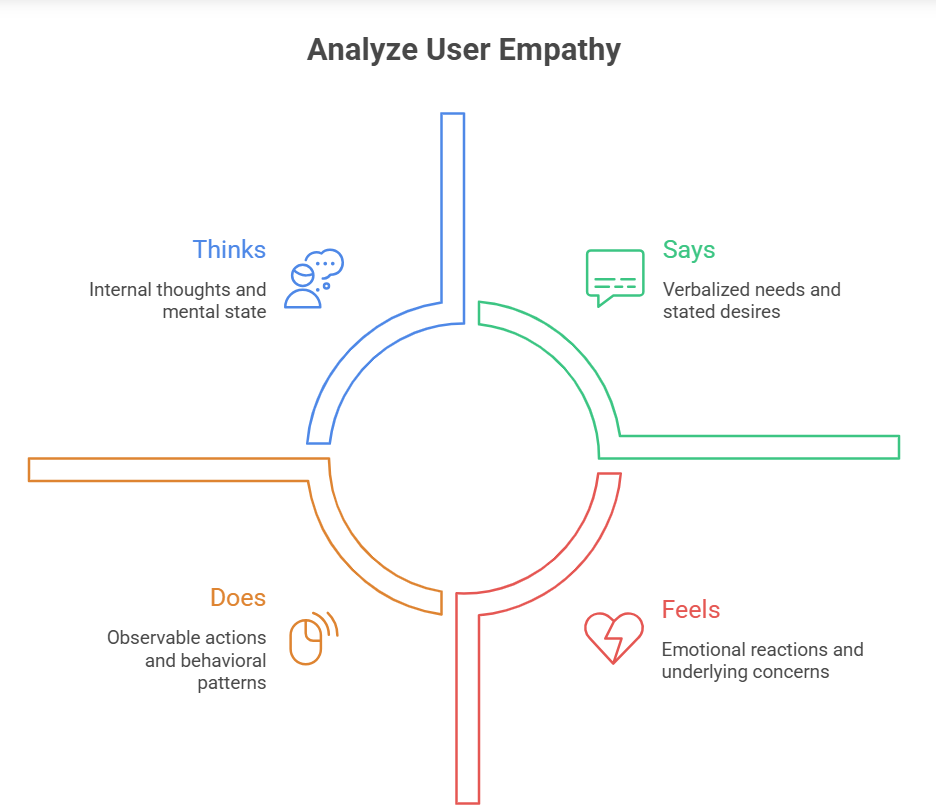 Analyze User Empathy
Thinks
Internal thoughts and
mental state
Says
Verbalized needs and
stated desires
Does
Observable actions
and behavioral
patterns
Feels
Emotional reactions and
underlying concerns